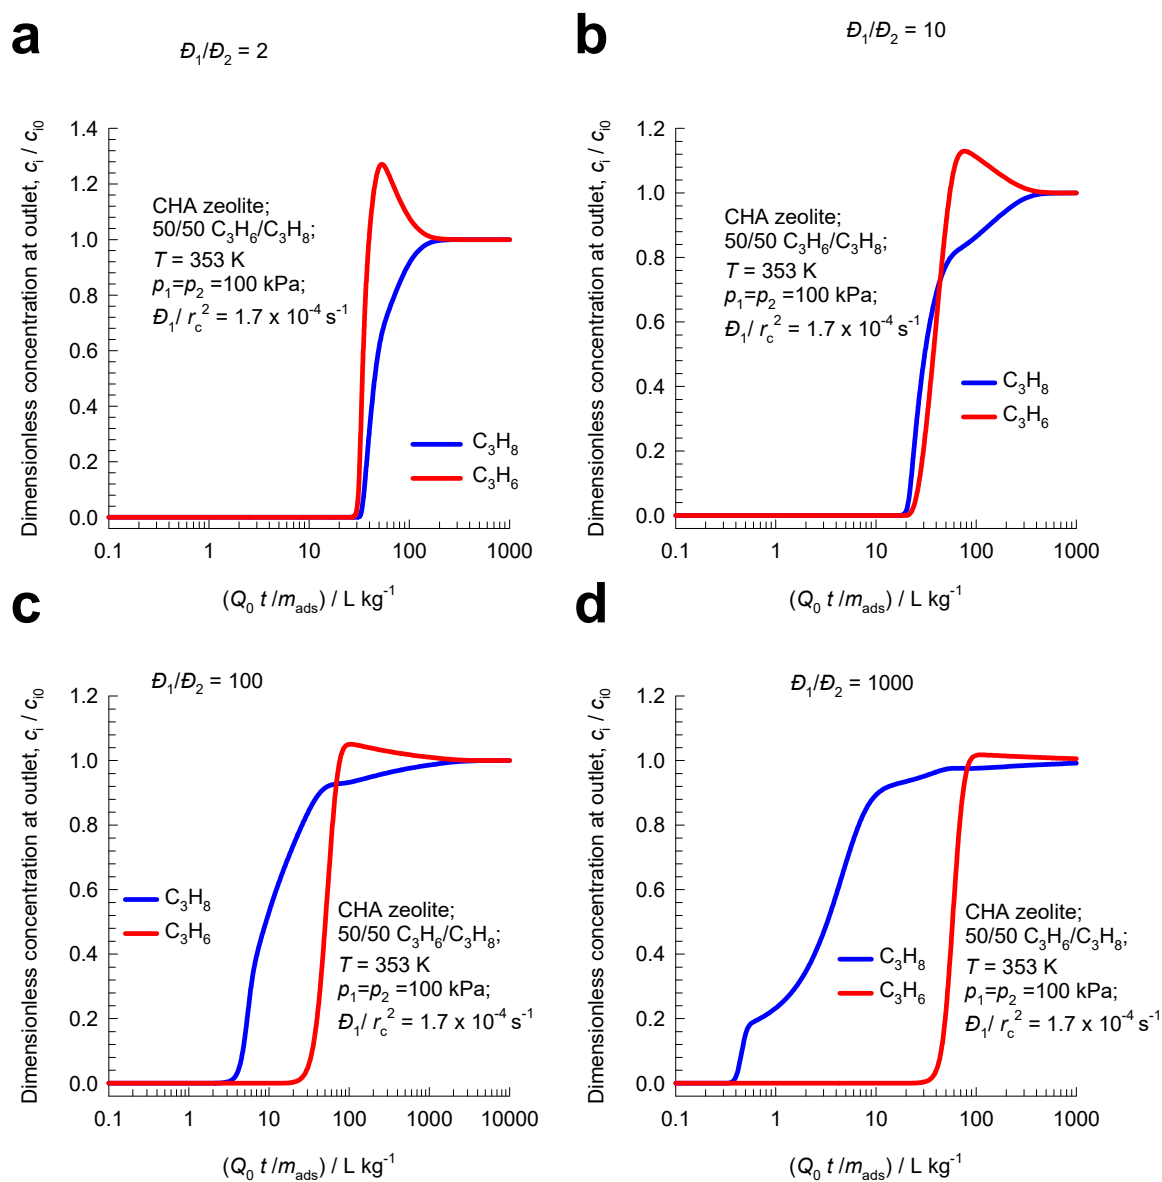 a
Đ₁/Đ₂ = 2
Dimensionless concentration at outlet, cᵢ / cᵢ₀
1.4
1.2
1.0
0.8
0.6
0.4
0.2
0.0
CHA zeolite;
50/50 C₃H₆/C₃H₈;
T = 353 K
p₁=p₂ =100 kPa;
Đ₁/ r_c² = 1.7 x 10⁻⁴ s⁻¹
C₃H₈
C₃H₆
0.1 1 10 100 1000
(Q₀ t /m_ads) / L kg⁻¹
b
Đ₁/Đ₂ = 10
Dimensionless concentration at outlet, cᵢ / cᵢ₀
1.2
1.0
0.8
0.6
0.4
0.2
0.0
CHA zeolite;
50/50 C₃H₆/C₃H₈;
T = 353 K
p₁=p₂ =100 kPa;
Đ₁/ r_c² = 1.7 x 10⁻⁴ s⁻¹
C₃H₈
C₃H₆
0.1 1 10 100 1000
(Q₀ t /m_ads) / L kg⁻¹
c
Đ₁/Đ₂ = 100
Dimensionless concentration at outlet, cᵢ / cᵢ₀
1.2
1.0
0.8
0.6
0.4
0.2
0.0
C₃H₈
C₃H₆
CHA zeolite;
50/50 C₃H₆/C₃H₈;
T = 353 K
p₁=p₂ =100 kPa;
Đ₁/ r_c² = 1.7 x 10⁻⁴ s⁻¹
0.1 1 10 100 1000 10000
(Q₀ t /m_ads) / L kg⁻¹
d
Đ₁/Đ₂ = 1000
Dimensionless concentration at outlet, cᵢ / cᵢ₀
1.2
1.0
0.8
0.6
0.4
0.2
0.0
C₃H₈
C₃H₆
CHA zeolite;
50/50 C₃H₆/C₃H₈;
T = 353 K
p₁=p₂ =100 kPa;
Đ₁/ r_c² = 1.7 x 10⁻⁴ s⁻¹
0.1 1 10 100 1000
(Q₀ t /m_ads) / L kg⁻¹